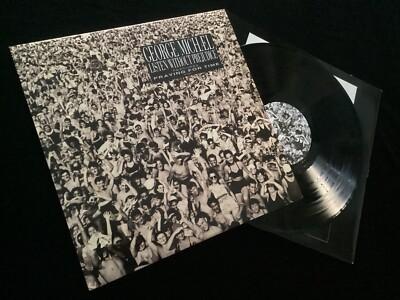 GEORGE MICHAEL
LISTEN WITHOUT PREJUDICE
PRAYING FOR TIME